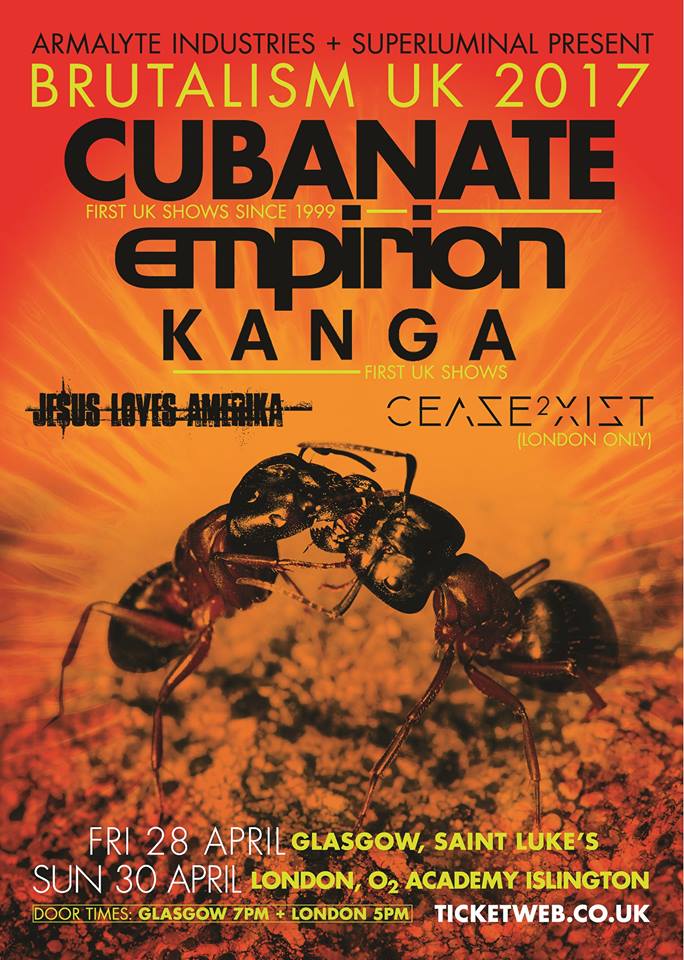 ARMALYTE INDUSTRIES + SUPERLUMINAL PRESENT
BRUTALISM UK 2017
CUBANATE
FIRST UK SHOWS SINCE 1999
empirion
KANGA
FIRST UK SHOWS
JESUS LOVES AMERIKA
CEASE2XIST
(LONDON ONLY)
FRI 28 APRIL GLASGOW, SAINT LUKE'S
SUN 30 APRIL LONDON, O2 ACADEMY ISLINGTON
DOOR TIMES: GLASGOW 7PM + LONDON 5PM TICKETWEB.CO.UK